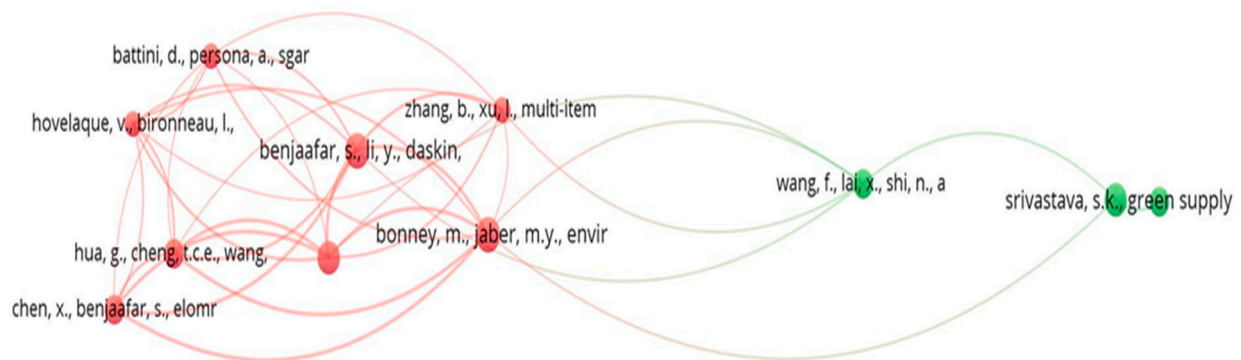 battini, d., persona, a., sgar
zhang, b., xu, l., multi-item
hovelaque, v., bironneau, l.,
benjaafar, s., li, y., daskin,
wang, f., lai, x., shi, n., a
srivastava, s.k., green supply
bonney, m., jaber, m.y., envir
hua, g., cheng, t.c.e., wang,
chen, x., benjaafar, s., elomr